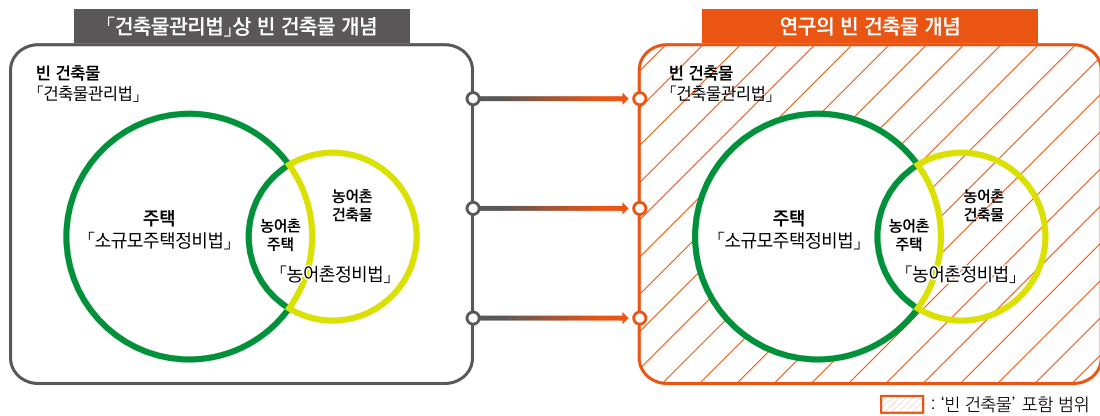 「건축물관리법」상 빈 건축물 개념
빈 건축물
「건축물관리법」
주택
「소규모주택정비법」
농어촌
주택
농어촌
건축물
「농어촌정비법」
연구의 빈 건축물 개념
빈 건축물
「건축물관리법」
주택
「소규모주택정비법」
농어촌
주택
농어촌
건축물
「농어촌정비법」
: ‘빈 건축물’ 포함 범위